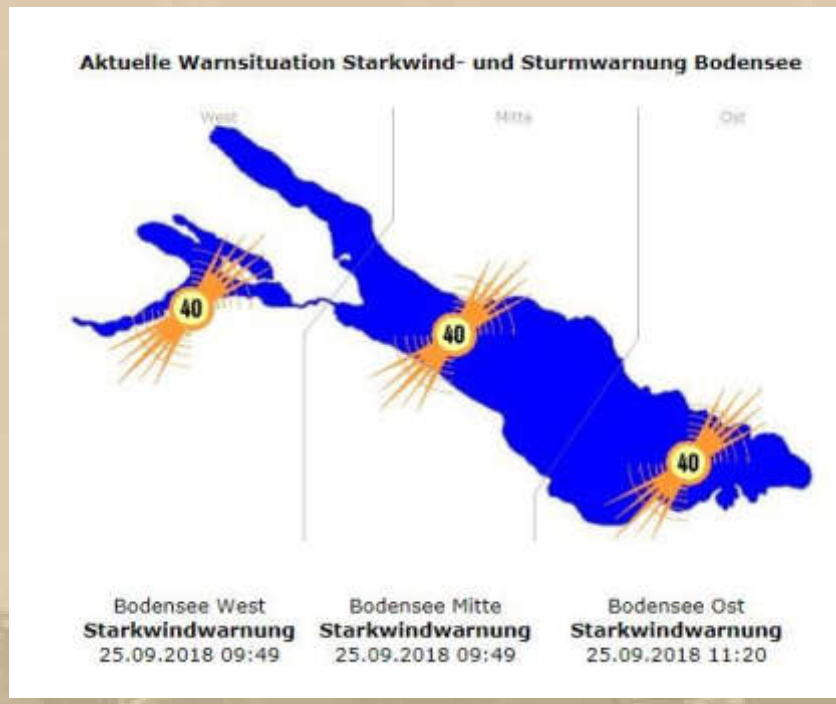 Aktuelle Warnsituation Starkwind- und Sturmwarnung Bodensee
West Mitte Ost
40
40
40
Bodensee West
Starkwindwarnung
25.09.2018 09:49
Bodensee Mitte
Starkwindwarnung
25.09.2018 09:49
Bodensee Ost
Starkwindwarnung
25.09.2018 11:20